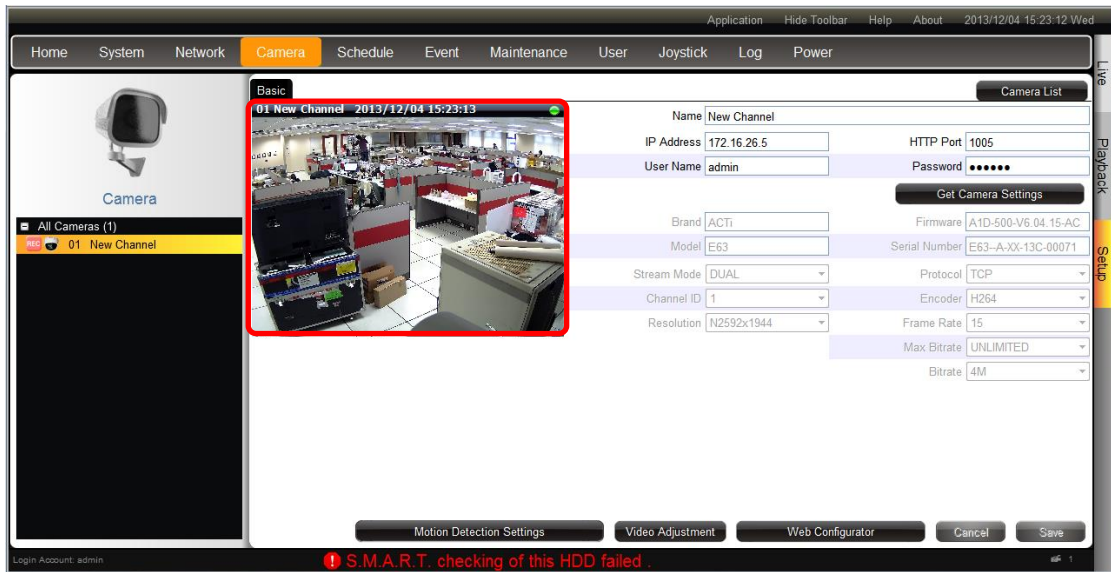 Application Hide Toolbar Help About 2013/12/04 15:23:12 Wed
Home System Network Camera Schedule Event Maintenance User Joystick Log Power
Live
Playback
Setup
Camera
All Cameras (1)
REC 01 New Channel
Basic
Camera List
01 New Channel 2013/12/04 15:23:13
Name New Channel
IP Address 172.16.26.5 HTTP Port 1005
User Name admin Password ●●●●●●
Get Camera Settings
Brand ACTi Firmware A1D-500-V6.04.15-AC
Model E63 Serial Number E63--A-XX-13C-00071
Stream Mode DUAL Protocol TCP
Channel ID 1 Encoder H264
Resolution N2592x1944 Frame Rate 15
Max Bitrate UNLIMITED
Bitrate 4M
Motion Detection Settings Video Adjustment Web Configurator Cancel Save
Login Account: admin
S.M.A.R.T. checking of this HDD failed .
1